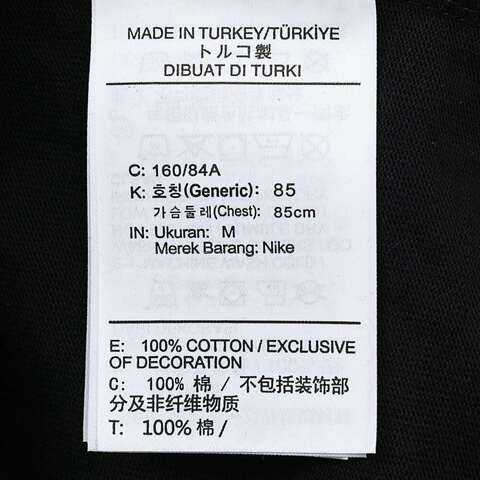 MADE IN TURKEY/TÜRKİYE
トルコ製
DIBUAT DI TURKI
C: 160/84A
K: 호칭(Generic): 85
가슴둘레(Chest): 85cm
IN: Ukuran: M
Merek Barang: Nike
E: 100% COTTON / EXCLUSIVE
OF DECORATION
C: 100% 棉 / 不包括装饰部
分及非纤维物质
T: 100% 棉 /